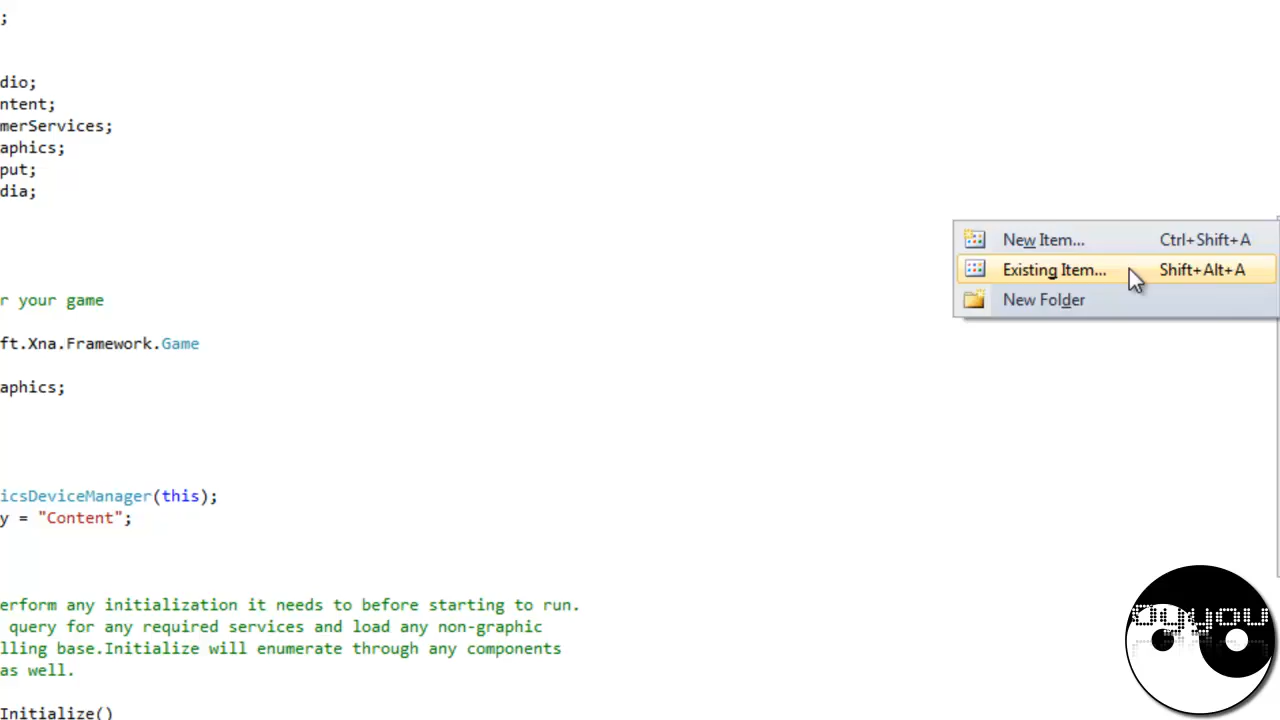 ;
dio;
ntent;
merServices;
aphics;
put;
dia;
New Item... Ctrl+Shift+A
Existing Item... Shift+Alt+A
New Folder
r your game
ft.Xna.Framework.Game
aphics;
icsDeviceManager(this);
y = "Content";
erform any initialization it needs to before starting to run.
query for any required services and load any non-graphic
lling base.Initialize will enumerate through any components
as well.
Initialize()